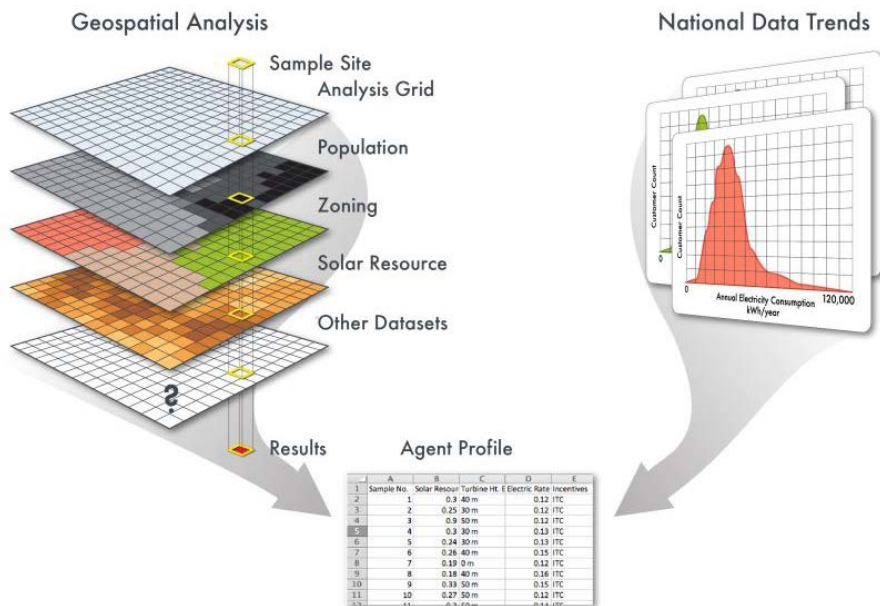 Geospatial Analysis
National Data Trends
Sample Site
Analysis Grid
Population
Zoning
Solar Resource
Other Datasets
?
Results
Customer Count
0
Customer Count
0
120,000
Annual Electricity Consumption
kWh/year
Agent Profile
A B C D E
1 Sample No. Solar Resour Turbine Ht. E Electric Rate Incentives
2 1 0.3 40 m 0.12 ITC
3 2 0.25 30 m 0.12 ITC
4 3 0.9 50 m 0.12 ITC
5 4 0.3 30 m 0.13 ITC
6 5 0.24 30 m 0.13 ITC
7 6 0.26 40 m 0.15 ITC
8 7 0.19 0 m 0.12 ITC
9 8 0.18 40 m 0.16 ITC
10 9 0.33 50 m 0.15 ITC
11 10 0.27 50 m 0.12 ITC